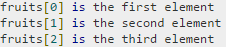 fruits[0] is the first element
fruits[1] is the second element
fruits[2] is the third element